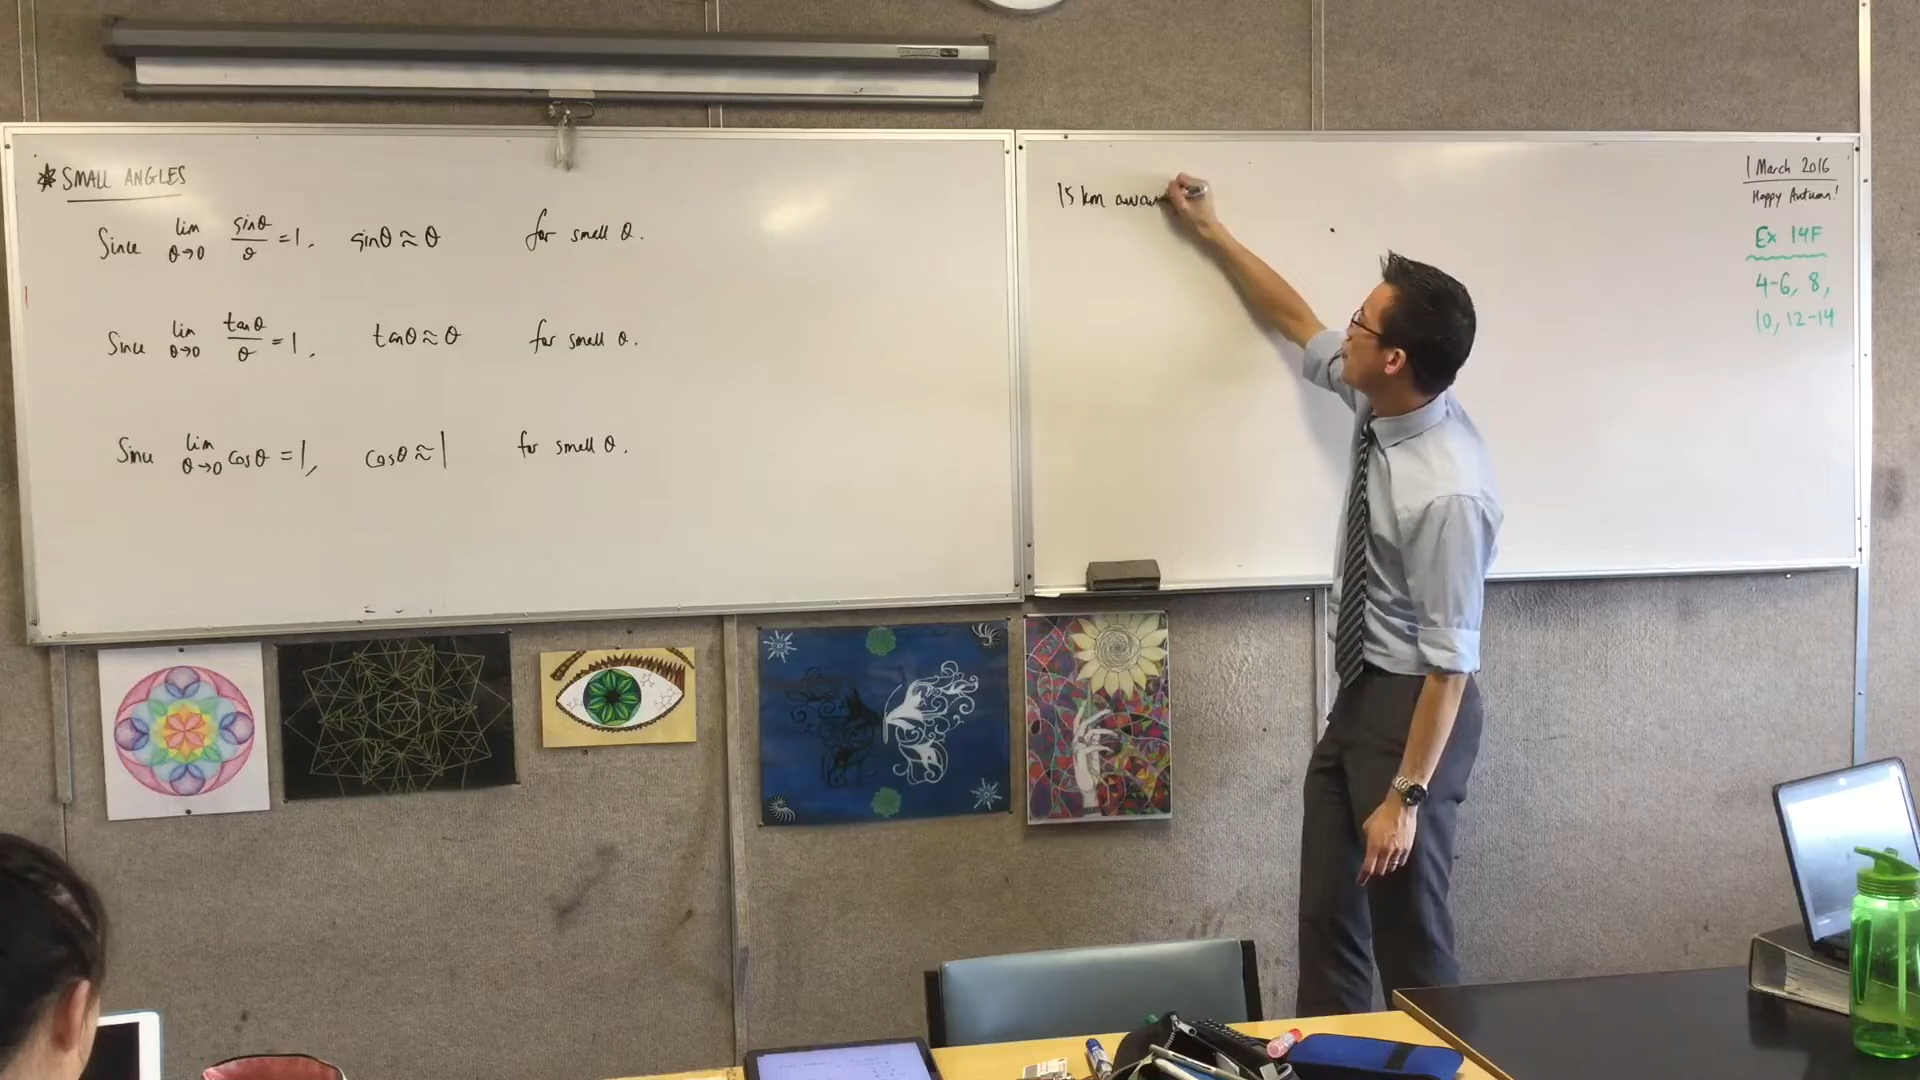 * SMALL ANGLES
Since lim θ→0 sinθ/θ = 1, sinθ ≈ θ for small θ.
Since lim θ→0 tanθ/θ = 1, tanθ ≈ θ for small θ.
Since lim θ→0 cosθ = 1, cosθ ≈ 1 for small θ.
15 km away
1 March 2016
Happy Autumn!
Ex 14F
4-6, 8,
10, 12-14